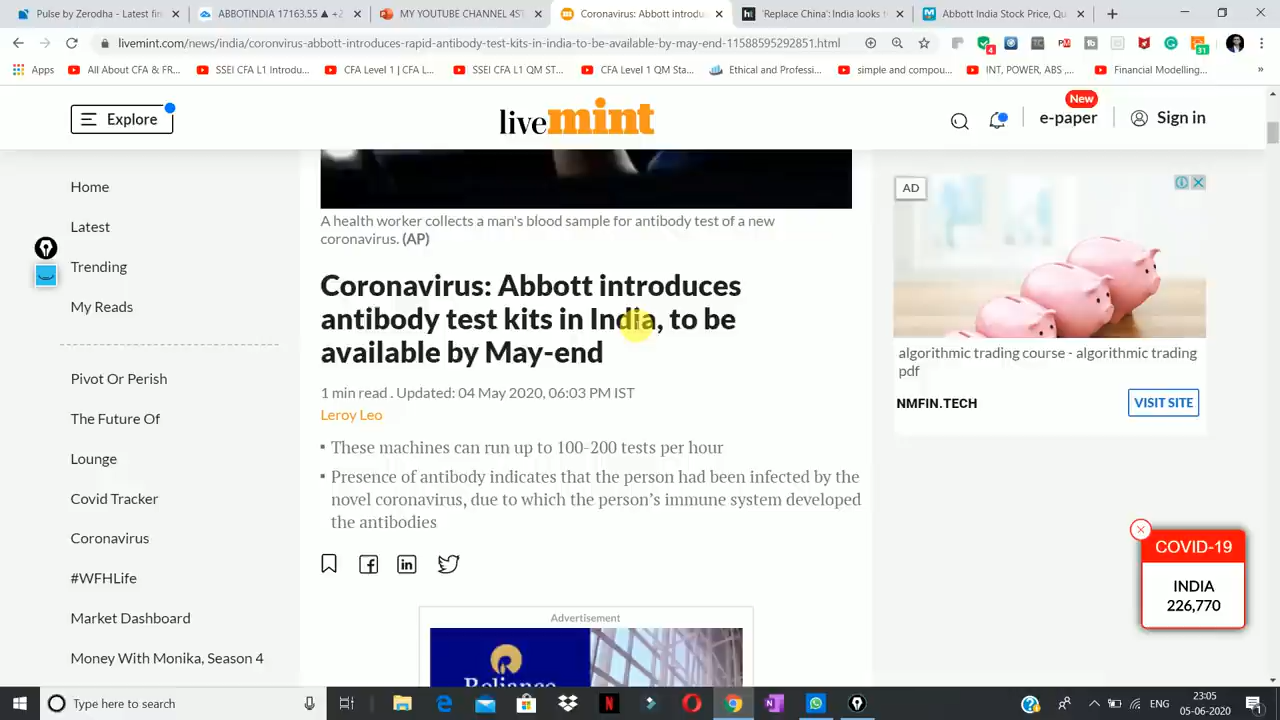 Pulse by Zerodha - Latest fin
ABBOTINDIA 17163.55 ▲ +2
MY YOUTUBE CHANNEL 4ST
Coronavirus: Abbott introdu
'Replace China': India looks t
Abbott India Stock Price, Qu
livemint.com/news/india/coronvirus-abbott-introduces-rapid-antibody-test-kits-in-india-to-be-available-by-may-end-11588595292851.html
4
31
Apps
All About CFA & FR...
SSEI CFA L1 Introdu...
CFA Level 1 | CFA L...
SSEI CFA L1 QM ST...
CFA Level 1 QM Sta...
Ethical and Professi...
simple and compou...
INT, POWER, ABS ,...
Financial Modelling...
»
Explore
livemint
New
e-paper
Sign in
Home
Latest
Trending
My Reads
Pivot Or Perish
The Future Of
Lounge
Covid Tracker
Coronavirus
#WFHLife
Market Dashboard
Money With Monika, Season 4
A health worker collects a man's blood sample for antibody test of a new
coronavirus. (AP)
Coronavirus: Abbott introduces
antibody test kits in India, to be
available by May-end
1 min read . Updated: 04 May 2020, 06:03 PM IST
Leroy Leo
▪ These machines can run up to 100-200 tests per hour
▪ Presence of antibody indicates that the person had been infected by the
novel coronavirus, due to which the person's immune system developed
the antibodies
Advertisement
Reliance
AD
algorithmic trading course - algorithmic trading
pdf
NMFIN.TECH
VISIT SITE
COVID-19
INDIA
226,770
Type here to search
ENG
23:05
05-06-2020
1